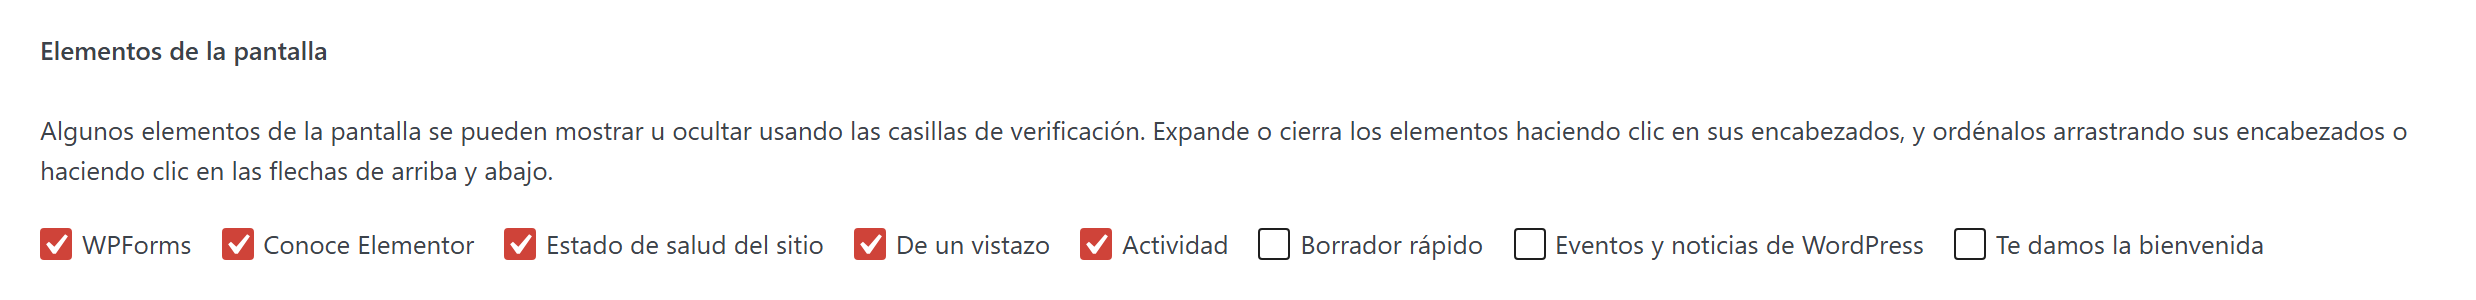 Elementos de la pantalla
Algunos elementos de la pantalla se pueden mostrar u ocultar usando las casillas de verificación. Expande o cierra los elementos haciendo clic en sus encabezados, y ordénalos arrastrando sus encabezados o
haciendo clic en las flechas de arriba y abajo.
WPForms Conoce Elementor Estado de salud del sitio De un vistazo Actividad Borrador rápido Eventos y noticias de WordPress Te damos la bienvenida